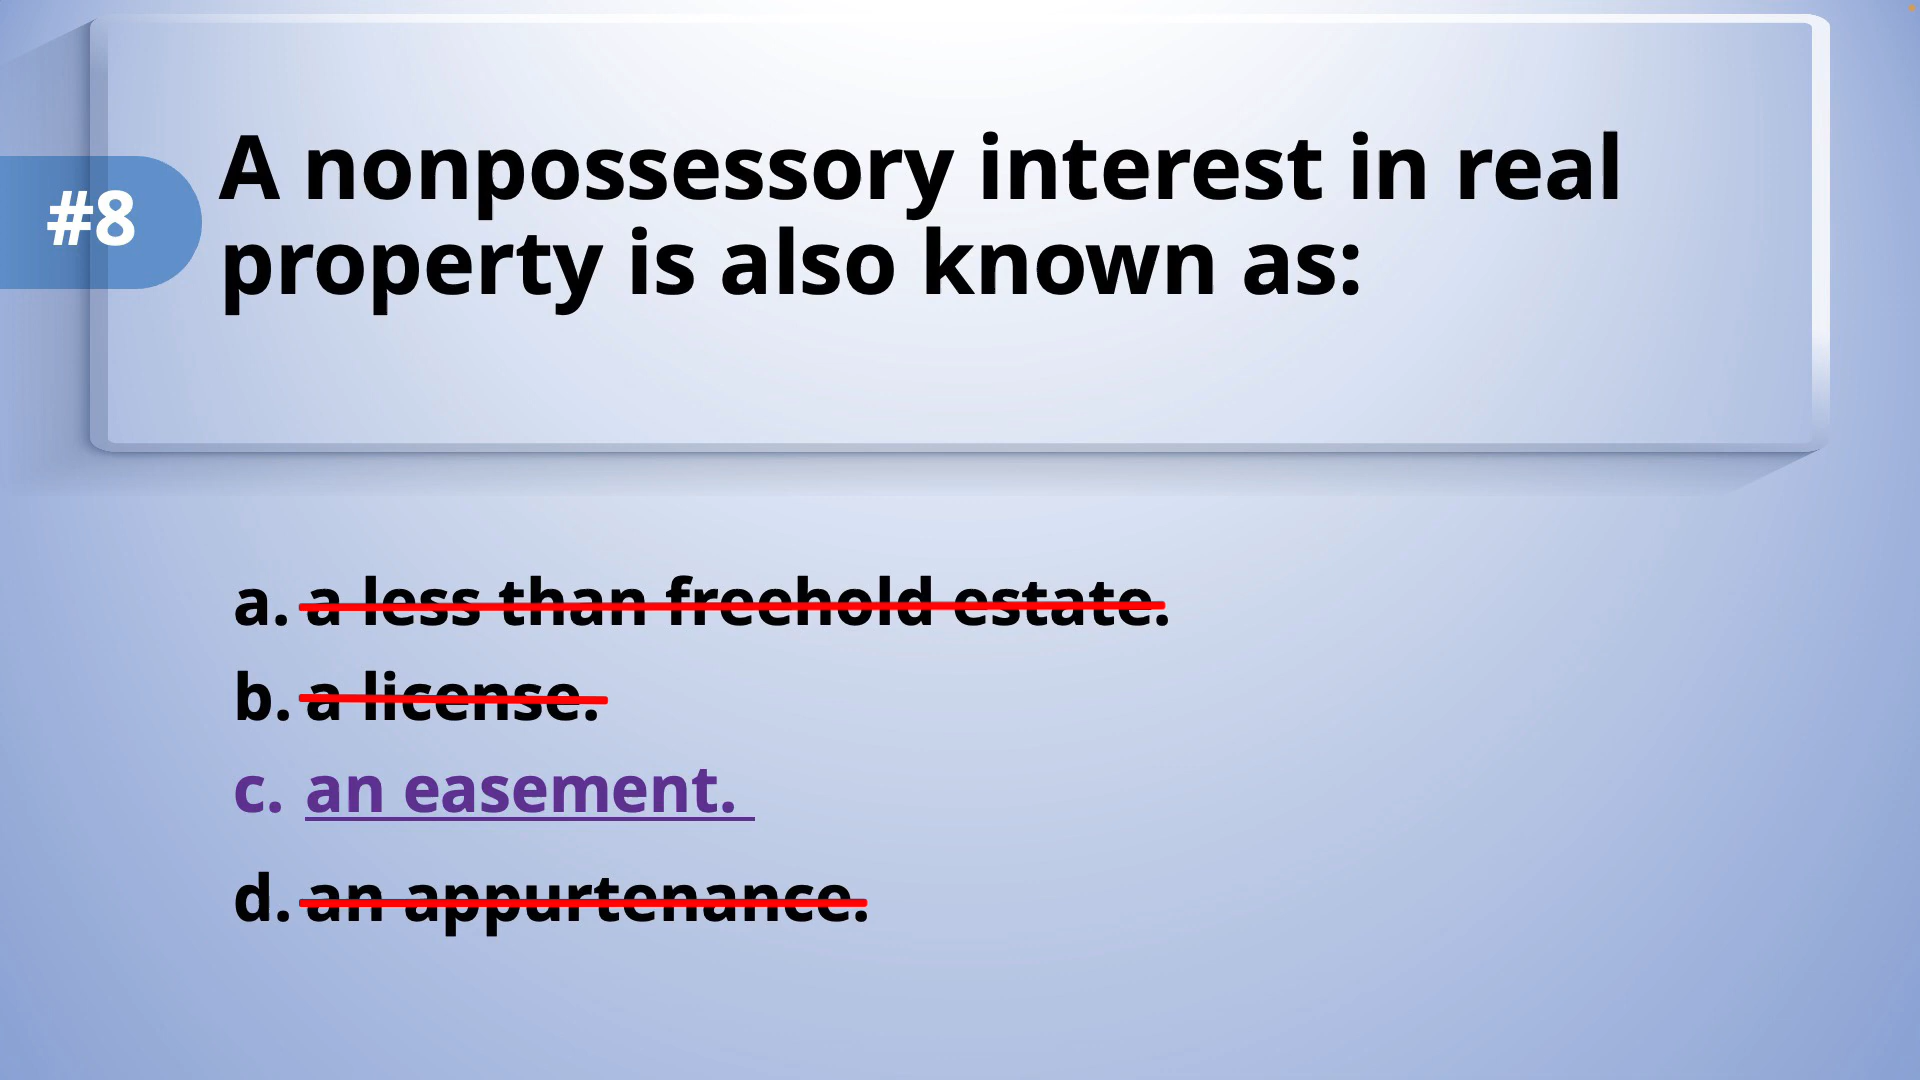 #8
A nonpossessory interest in real
property is also known as:
a. a less than freehold estate.
b. a license.
c. an easement.
d. an appurtenance.